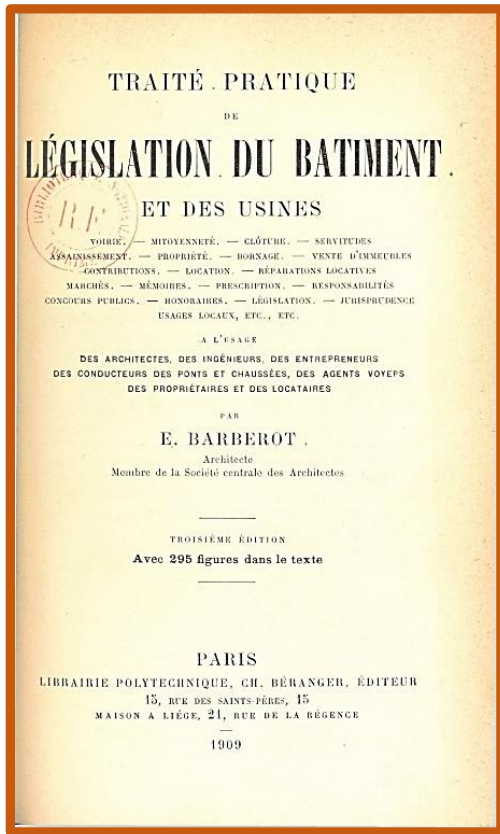 TRAITÉ PRATIQUE
DE
LÉGISLATION DU BATIMENT
ET DES USINES
VOIRIE. — MITOYENNETÉ. — CLÔTURE. — SERVITUDES
ASSAINISSEMENT. — PROPRIÉTÉ. — BORNAGE. — VENTE D'IMMEUBLES
CONTRIBUTIONS. — LOCATION. — RÉPARATIONS LOCATIVES
MARCHÉS. — MÉMOIRES. — PRESCRIPTION. — RESPONSABILITÉS
CONCOURS PUBLICS. — HONORAIRES. — LÉGISLATION. — JURISPRUDENCE
USAGES LOCAUX, ETC., ETC.
A L'USAGE
DES ARCHITECTES, DES INGÉNIEURS, DES ENTREPRENEURS
DES CONDUCTEURS DES PONTS ET CHAUSSÉES, DES AGENTS VOYERS
DES PROPRIÉTAIRES ET DES LOCATAIRES
PAR
E. BARBEROT
Architecte
Membre de la Société centrale des Architectes
TROISIÈME ÉDITION
Avec 295 figures dans le texte
PARIS
LIBRAIRIE POLYTECHNIQUE, CH. BÉRANGER, ÉDITEUR
15, RUE DES SAINTS-PÈRES, 15
MAISON A LIÉGE, 21, RUE DE LA RÉGENCE
1909
R.F.